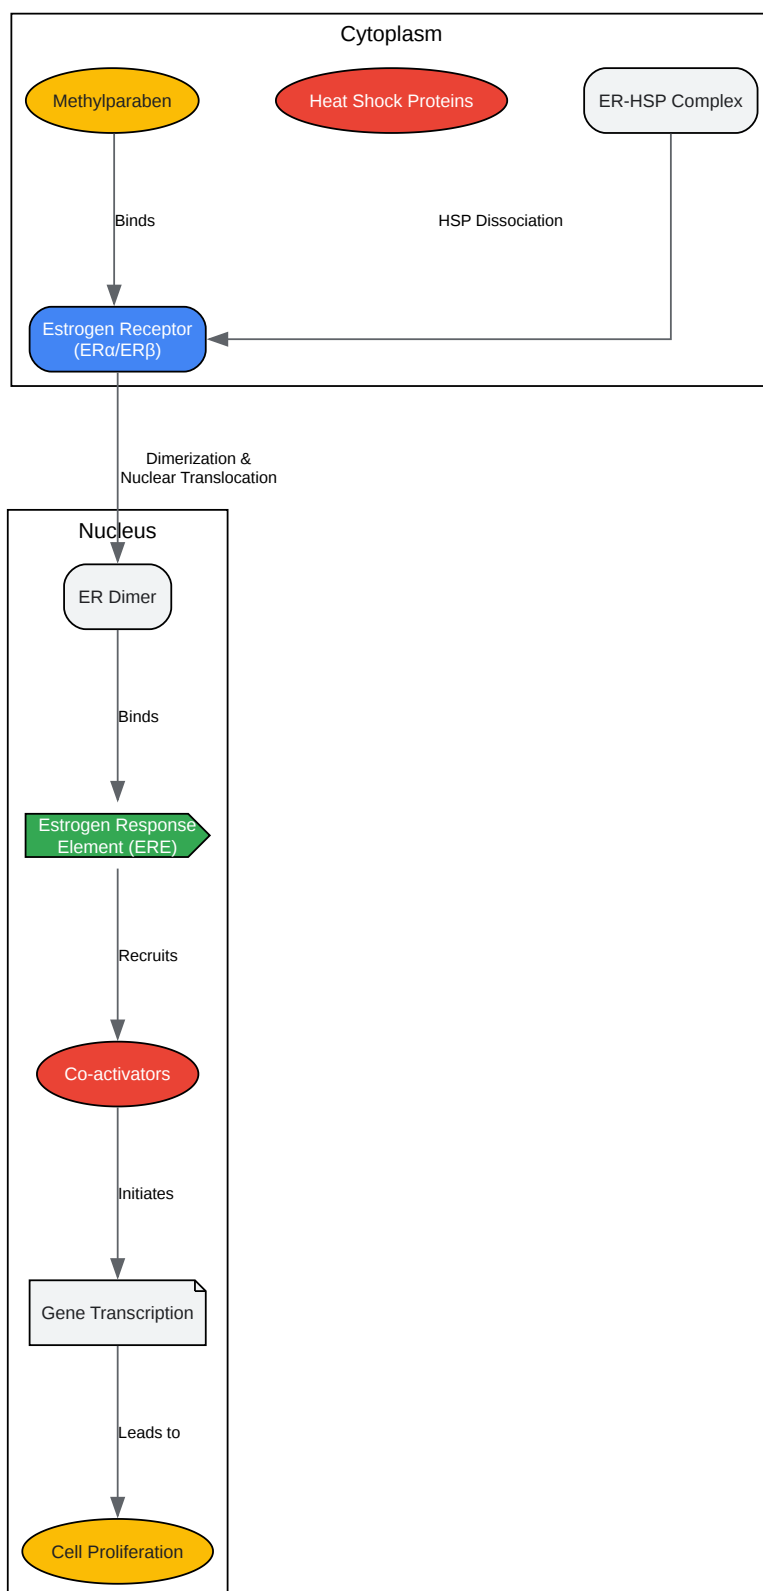 Cytoplasm
Methylparaben
Heat Shock Proteins
ER-HSP Complex
Binds
HSP Dissociation
Estrogen Receptor
(ERα/ERβ)
Dimerization &
Nuclear Translocation
Nucleus
ER Dimer
Binds
Estrogen Response
Element (ERE)
Recruits
Co-activators
Initiates
Gene Transcription
Leads to
Cell Proliferation